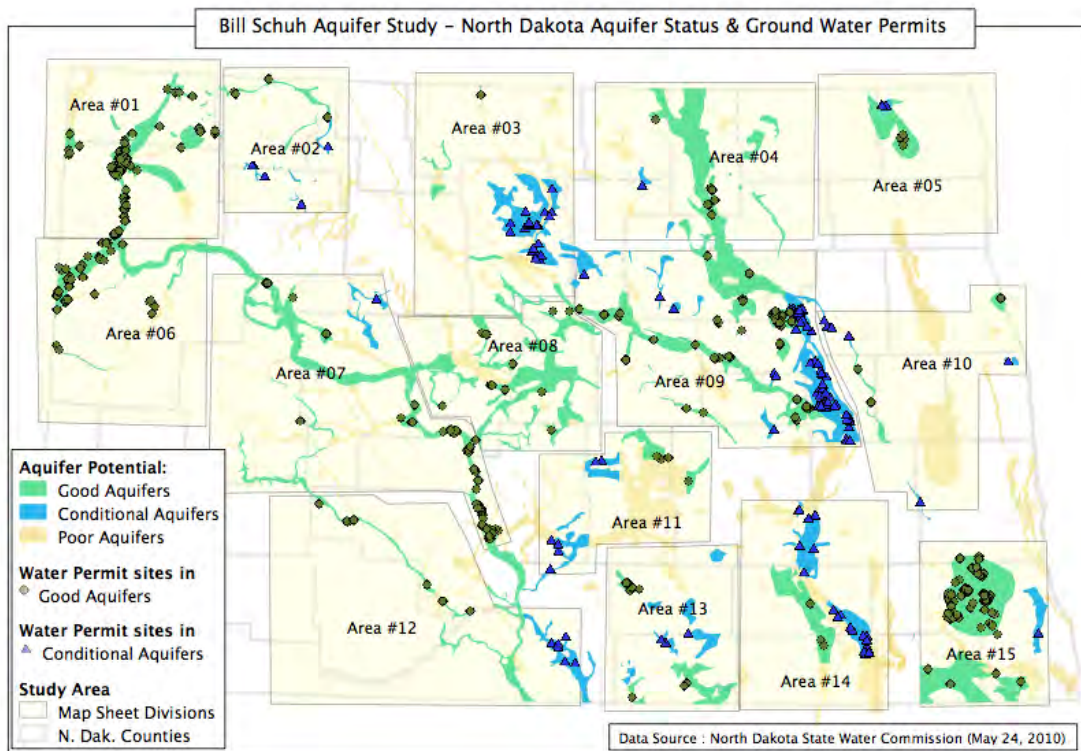 Bill Schuh Aquifer Study – North Dakota Aquifer Status & Ground Water Permits
Area #01
Area #02
Area #03
Area #04
Area #05
Area #06
Area #07
Area #08
Area #09
Area #10
Area #11
Area #12
Area #13
Area #14
Area #15
Aquifer Potential:
Good Aquifers
Conditional Aquifers
Poor Aquifers
Water Permit sites in
Good Aquifers
Water Permit sites in
Conditional Aquifers
Study Area
Map Sheet Divisions
N. Dak. Counties
Data Source : North Dakota State Water Commission (May 24, 2010)